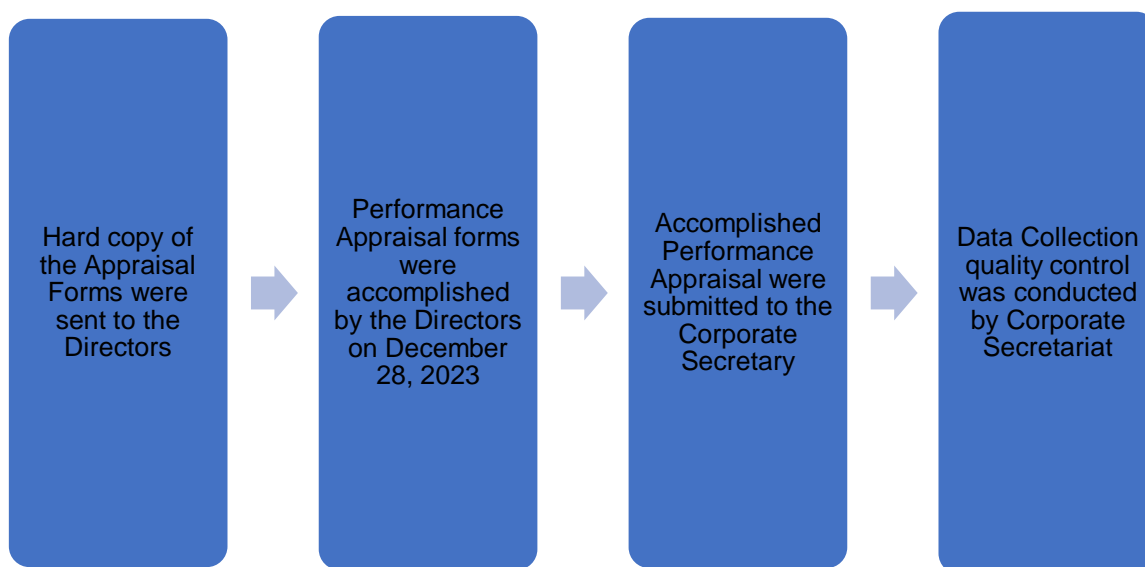 Hard copy of
the Appraisal
Forms were
sent to the
Directors
Performance
Appraisal forms
were
accomplished
by the Directors
on December
28, 2023
Accomplished
Performance
Appraisal were
submitted to the
Corporate
Secretary
Data Collection
quality control
was conducted
by Corporate
Secretariat